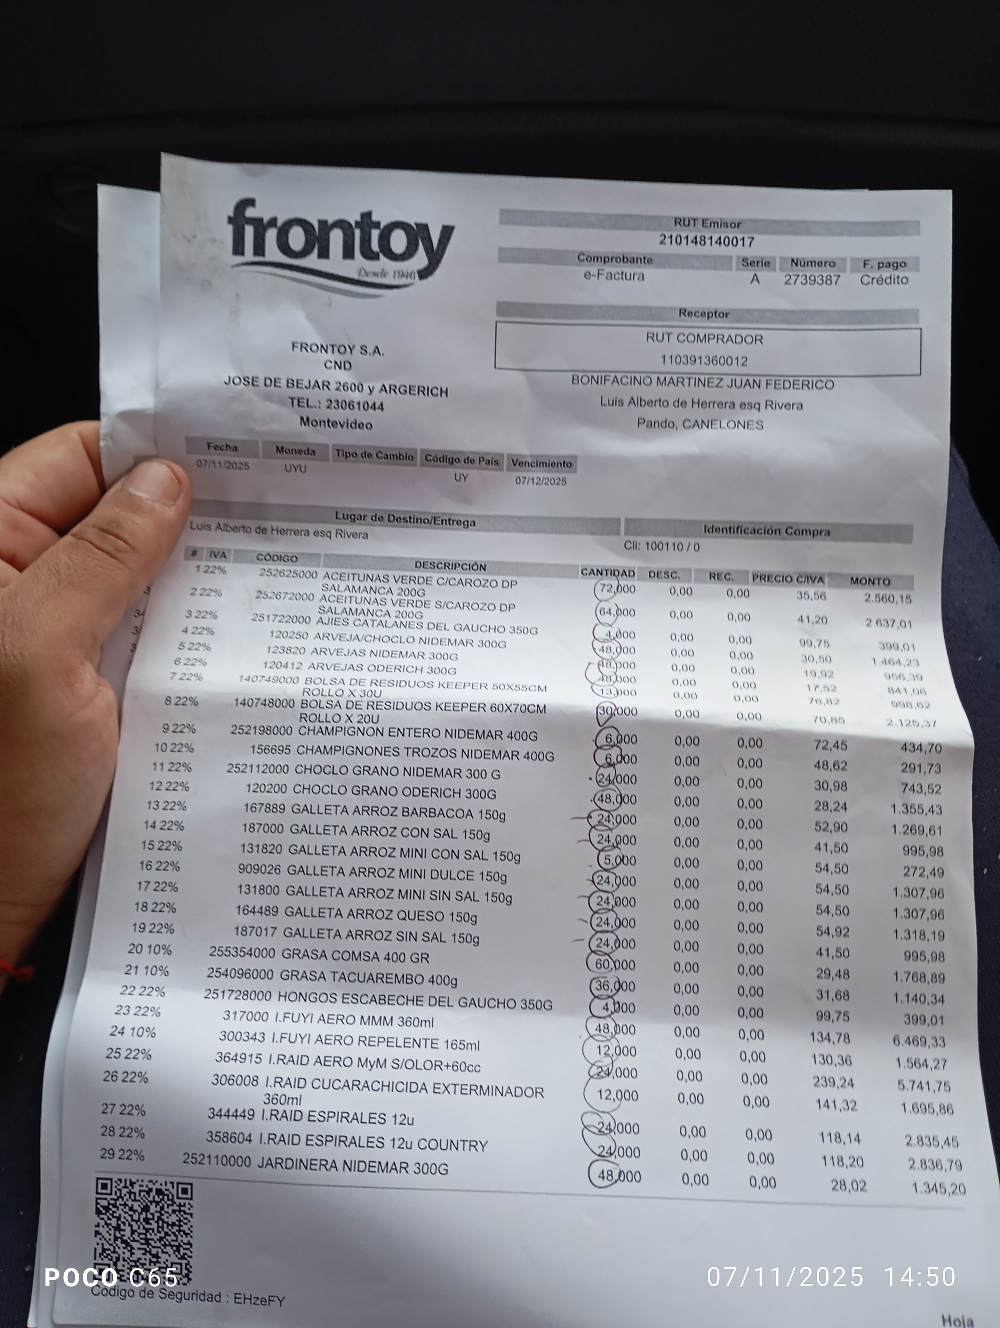 frontoy
Desde 1946
RUT Emisor
210148140017
Comprobante Serie Número F. pago
e-Factura A 2739387 Crédito
Receptor
RUT COMPRADOR
110391360012
FRONTOY S.A.
CND
JOSE DE BEJAR 2600 y ARGERICH
TEL.: 23061044
Montevideo
BONIFACINO MARTINEZ JUAN FEDERICO
Luis Alberto de Herrera esq Rivera
Pando, CANELONES
Fecha Moneda Tipo de Cambio Código de País Vencimiento
07/11/2025 UYU UY 07/12/2025
Lugar de Destino/Entrega Identificación Compra
Luis Alberto de Herrera esq Rivera Cli: 100110 / 0
# IVA CÓDIGO DESCRIPCIÓN CANTIDAD DESC. REC. PRECIO C/IVA MONTO
1 22% 252625000 ACEITUNAS VERDE C/CAROZO DP 72,000 0,00 0,00 35,56 2.560,15
SALAMANCA 200G
2 22% 252672000 ACEITUNAS VERDE S/CAROZO DP 64,000 0,00 0,00 41,20 2.637,01
SALAMANCA 200G
3 22% 251722000 AJIES CATALANES DEL GAUCHO 350G 4,000 0,00 0,00 99,75 399,01
4 22% 120250 ARVEJA/CHOCLO NIDEMAR 300G 48,000 0,00 0,00 30,50 1.464,23
5 22% 123820 ARVEJAS NIDEMAR 300G 48,000 0,00 0,00 19,92 956,39
6 22% 120412 ARVEJAS ODERICH 300G 48,000 0,00 0,00 17,52 841,06
7 22% 140749000 BOLSA DE RESIDUOS KEEPER 50X55CM 13,000 0,00 0,00 76,82 998,62
ROLLO X 30U
8 22% 140748000 BOLSA DE RESIDUOS KEEPER 60X70CM 30,000 0,00 0,00 70,85 2.125,37
ROLLO X 20U
9 22% 252198000 CHAMPIGNON ENTERO NIDEMAR 400G 6,000 0,00 0,00 72,45 434,70
10 22% 156695 CHAMPIGNONES TROZOS NIDEMAR 400G 6,000 0,00 0,00 48,62 291,73
11 22% 252112000 CHOCLO GRANO NIDEMAR 300 G 24,000 0,00 0,00 30,98 743,52
12 22% 120200 CHOCLO GRANO ODERICH 300G 48,000 0,00 0,00 28,24 1.355,43
13 22% 167889 GALLETA ARROZ BARBACOA 150g 24,000 0,00 0,00 52,90 1.269,61
14 22% 187000 GALLETA ARROZ CON SAL 150g 24,000 0,00 0,00 41,50 995,98
15 22% 131820 GALLETA ARROZ MINI CON SAL 150g 5,000 0,00 0,00 54,50 272,49
16 22% 909026 GALLETA ARROZ MINI DULCE 150g 24,000 0,00 0,00 54,50 1.307,96
17 22% 131800 GALLETA ARROZ MINI SIN SAL 150g 24,000 0,00 0,00 54,50 1.307,96
18 22% 164489 GALLETA ARROZ QUESO 150g 24,000 0,00 0,00 54,92 1.318,19
19 22% 187017 GALLETA ARROZ SIN SAL 150g 24,000 0,00 0,00 41,50 995,98
20 10% 255354000 GRASA COMSA 400 GR 60,000 0,00 0,00 29,48 1.768,89
21 10% 254096000 GRASA TACUAREMBO 400g 36,000 0,00 0,00 31,68 1.140,34
22 22% 251728000 HONGOS ESCABECHE DEL GAUCHO 350G 4,000 0,00 0,00 99,75 399,01
23 22% 317000 I.FUYI AERO MMM 360ml 48,000 0,00 0,00 134,78 6.469,33
24 10% 300343 I.FUYI AERO REPELENTE 165ml 12,000 0,00 0,00 130,36 1.564,27
25 22% 364915 I.RAID AERO MyM S/OLOR+60cc 24,000 0,00 0,00 239,24 5.741,75
26 22% 306008 I.RAID CUCARACHICIDA EXTERMINADOR 12,000 0,00 0,00 141,32 1.695,86
360ml
27 22% 344449 I.RAID ESPIRALES 12u 24,000 0,00 0,00 118,14 2.835,45
28 22% 358604 I.RAID ESPIRALES 12u COUNTRY 24,000 0,00 0,00 118,20 2.836,79
29 22% 252110000 JARDINERA NIDEMAR 300G 48,000 0,00 0,00 28,02 1.345,20
POCO C65 07/11/2025 14:50
Código de Seguridad : EHzeFY
Hoja